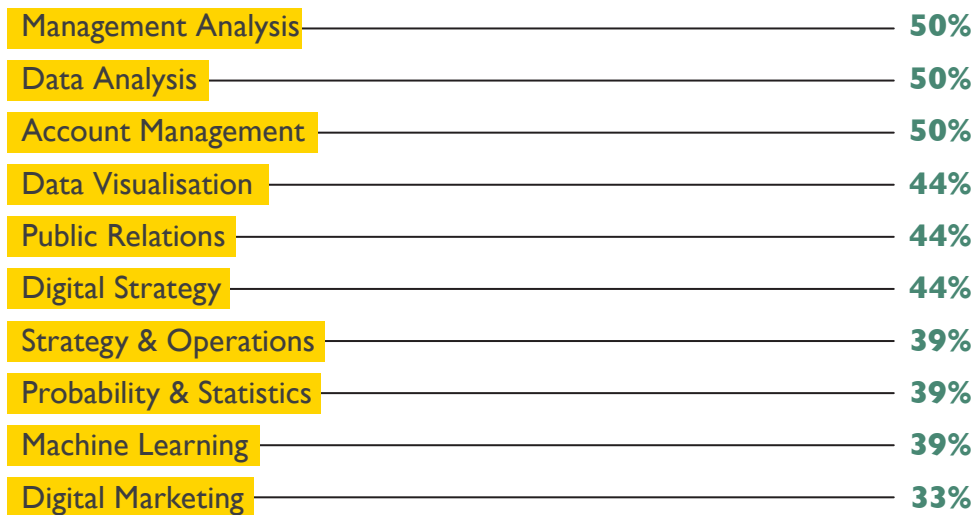 Management Analysis 50%
Data Analysis 50%
Account Management 50%
Data Visualisation 44%
Public Relations 44%
Digital Strategy 44%
Strategy & Operations 39%
Probability & Statistics 39%
Machine Learning 39%
Digital Marketing 33%